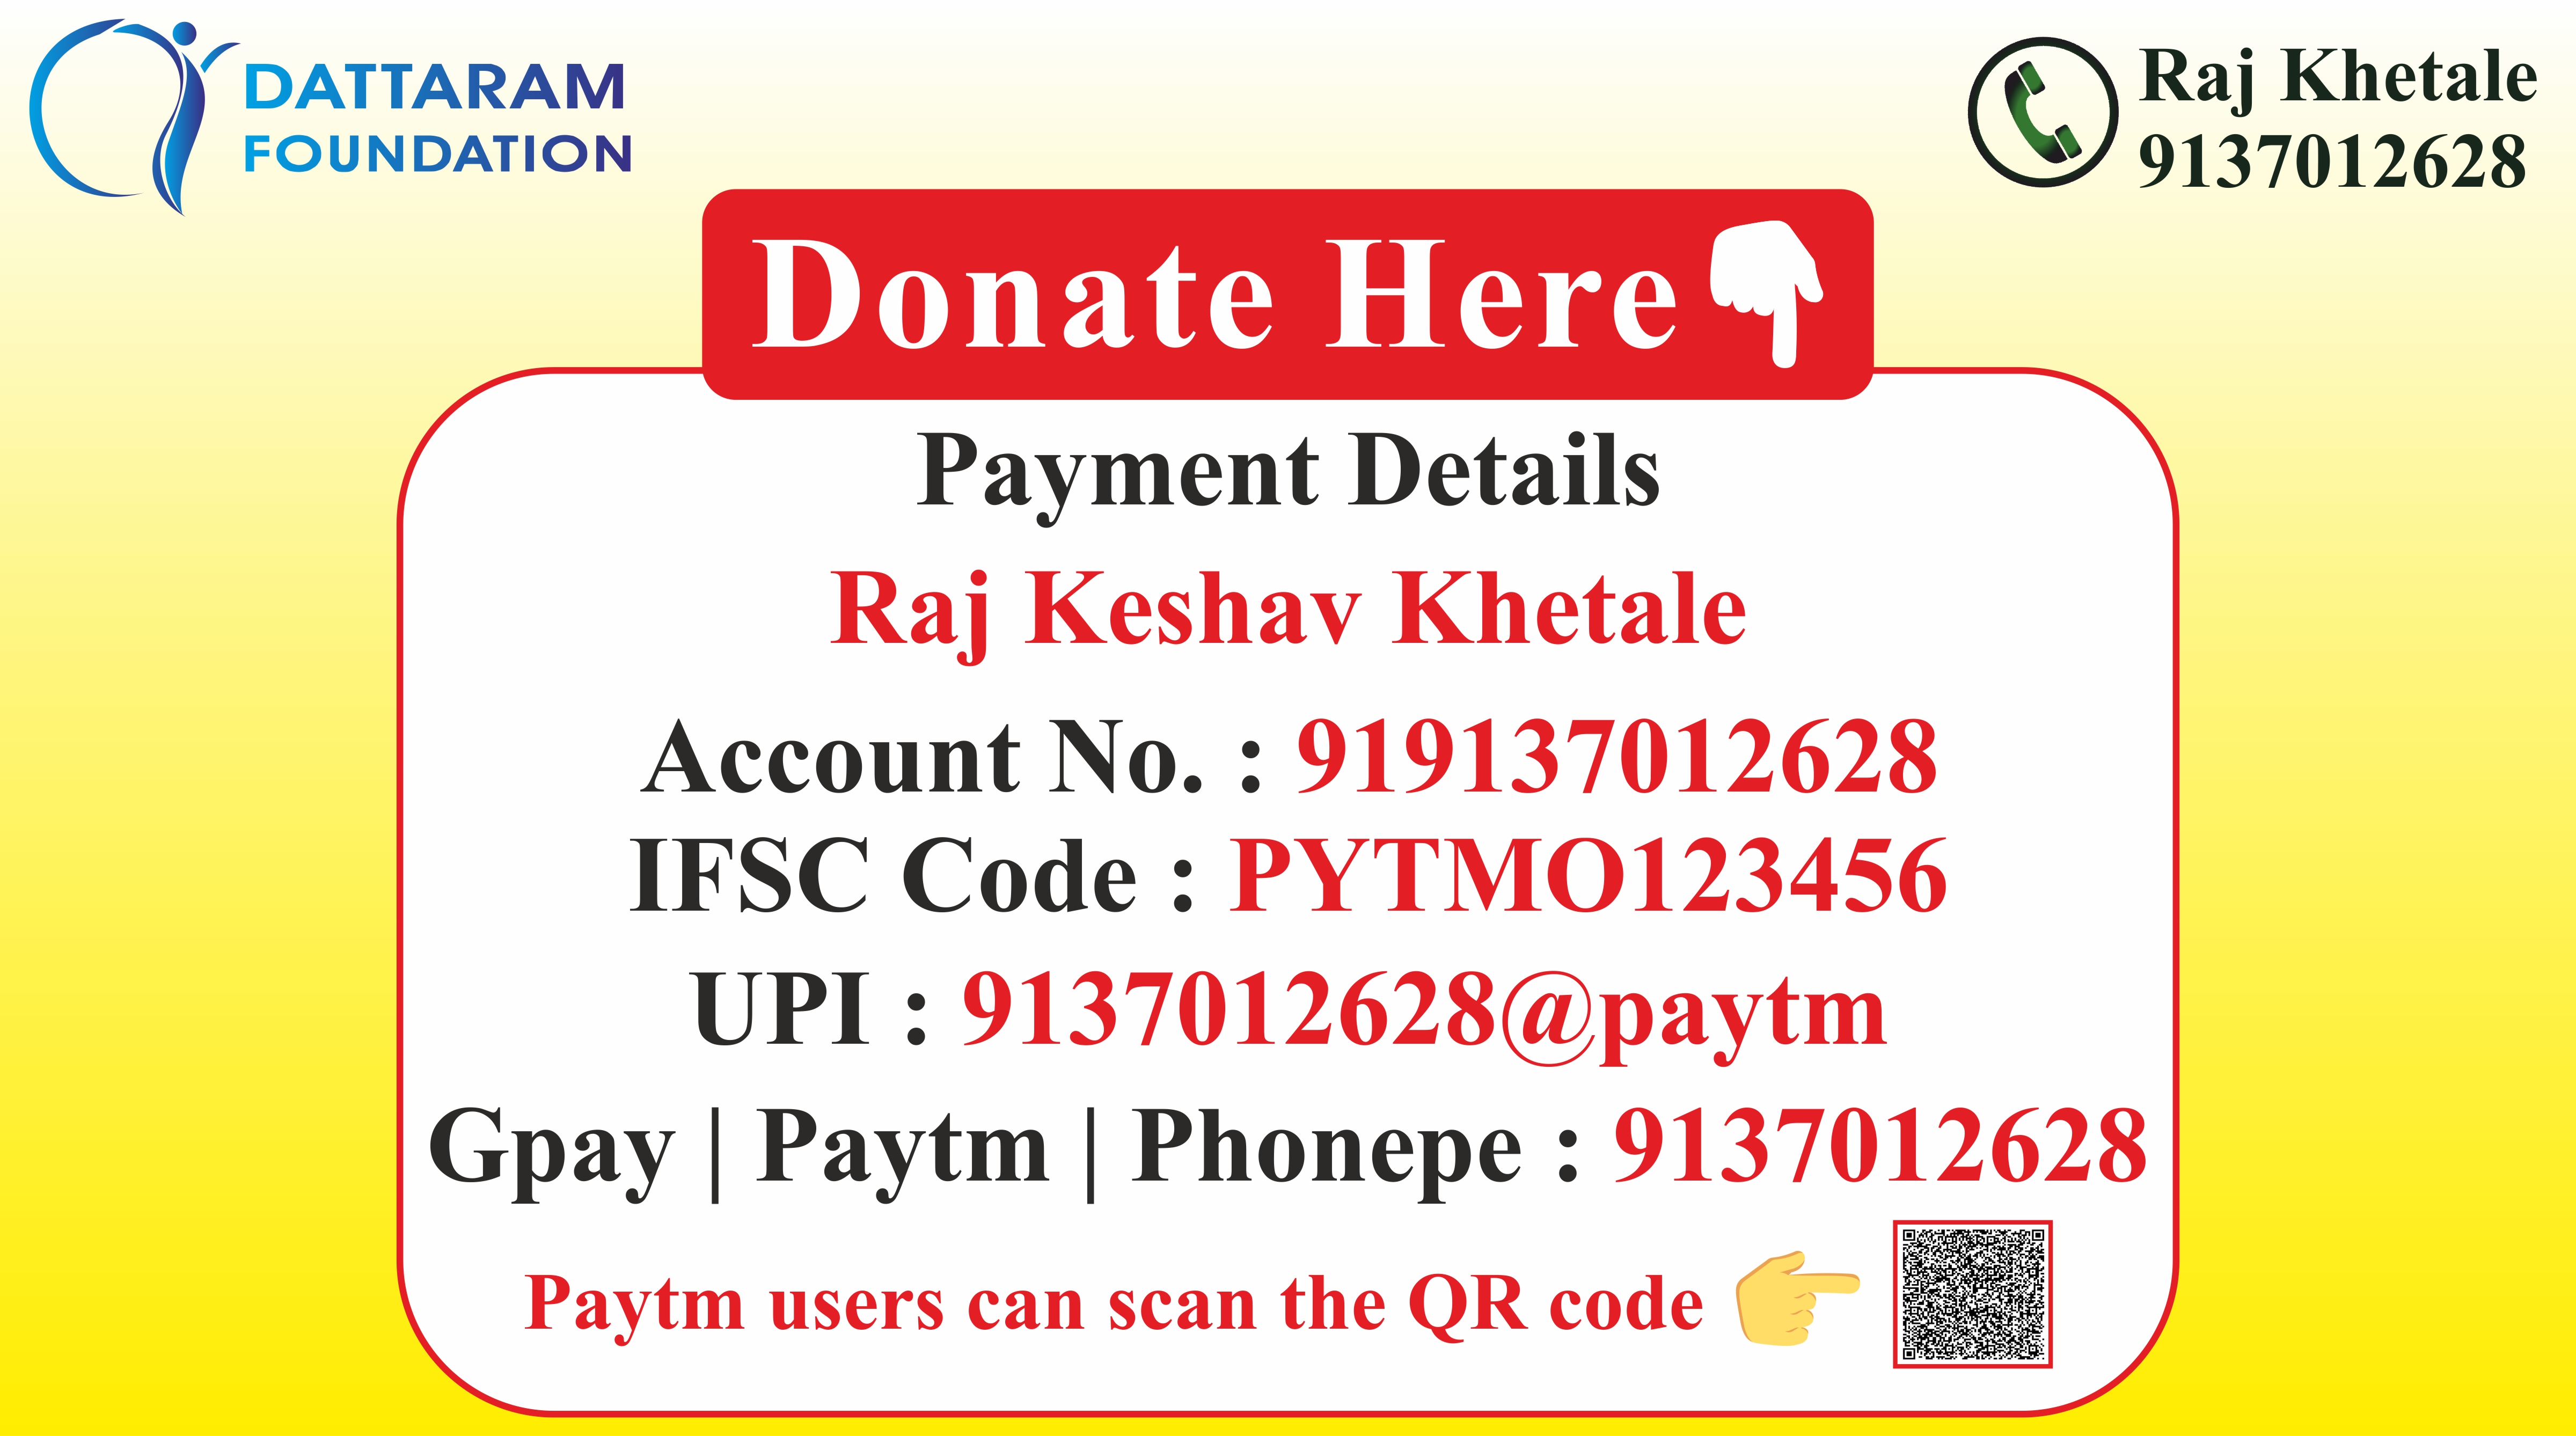 DATTARAM
FOUNDATION
Raj Khetale
9137012628
Donate Here
Payment Details
Raj Keshav Khetale
Account No. : 919137012628
IFSC Code : PYTMO123456
UPI : 9137012628@paytm
Gpay | Paytm | Phonepe : 9137012628
Paytm users can scan the QR code